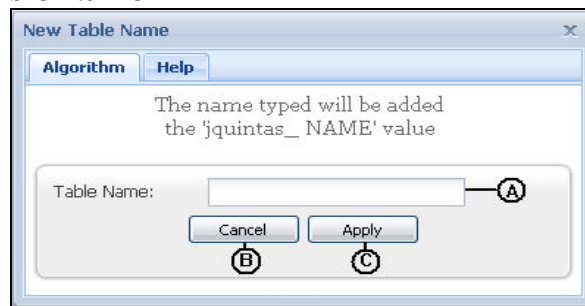 New Table Name x
Algorithm Help
The name typed will be added
the 'jquintas_ NAME' value
Table Name: A
Cancel Apply
B C